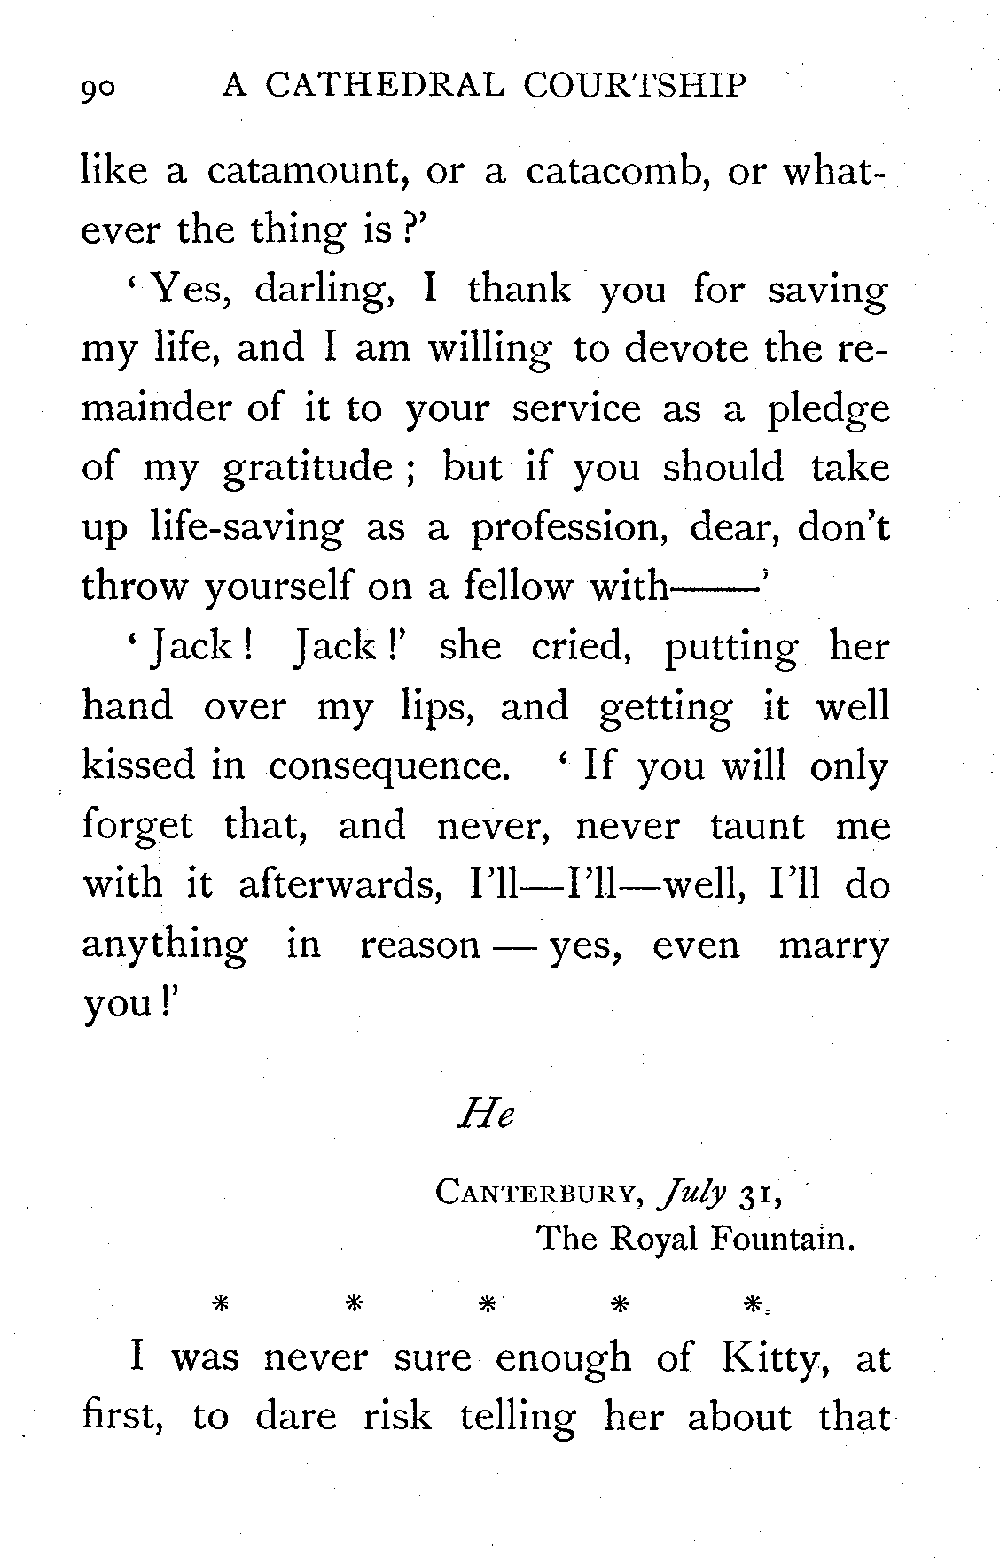 90 A CATHEDRAL COURTSHIP
like a catamount, or a catacomb, or what-
ever the thing is ?’
‘ Yes, darling, I thank you for saving
my life, and I am willing to devote the re-
mainder of it to your service as a pledge
of my gratitude ; but if you should take
up life-saving as a profession, dear, don’t
throw yourself on a fellow with——’
‘ Jack ! Jack !’ she cried, putting her
hand over my lips, and getting it well
kissed in consequence. ‘ If you will only
forget that, and never, never taunt me
with it afterwards, I’ll—I’ll—well, I’ll do
anything in reason — yes, even marry
you !’
He
CANTERBURY, July 31,
The Royal Fountain.
* * * * *
I was never sure enough of Kitty, at
first, to dare risk telling her about that